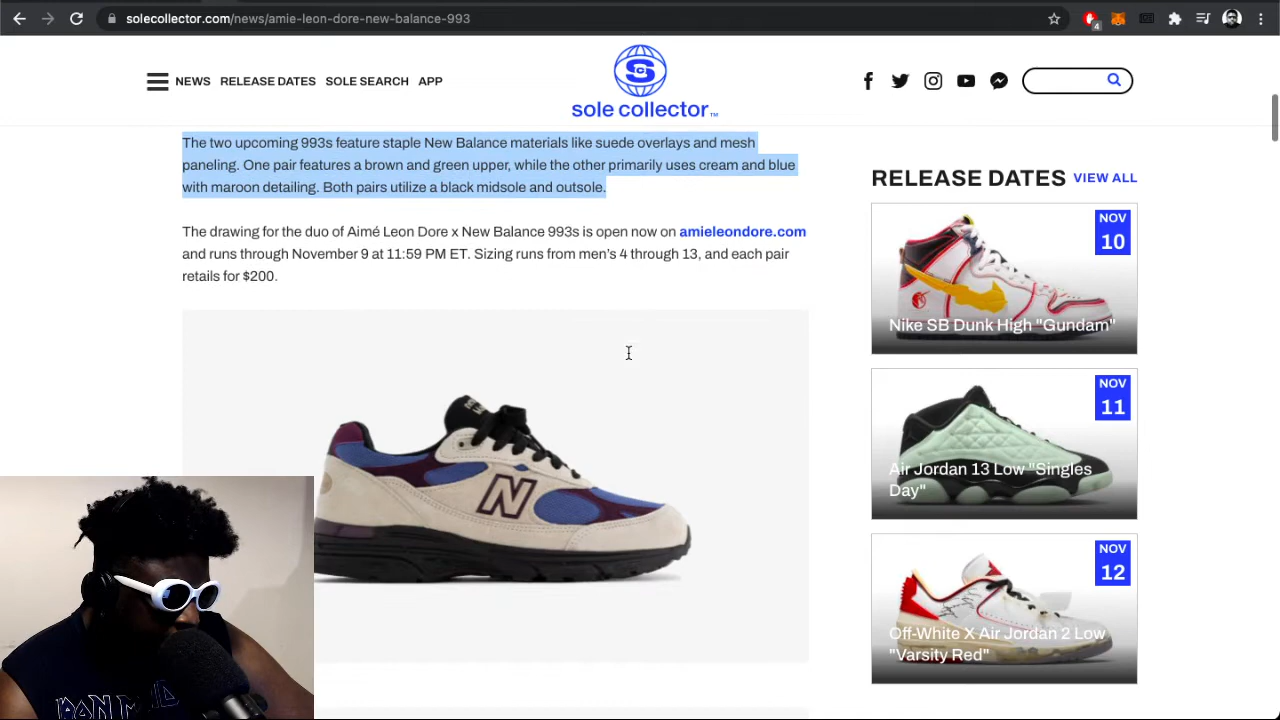 solecollector.com/news/amie-leon-dore-new-balance-993
4
NEWS RELEASE DATES SOLE SEARCH APP
S
sole collector™
The two upcoming 993s feature staple New Balance materials like suede overlays and mesh
paneling. One pair features a brown and green upper, while the other primarily uses cream and blue
with maroon detailing. Both pairs utilize a black midsole and outsole.
The drawing for the duo of Aimé Leon Dore x New Balance 993s is open now on amieleondore.com
and runs through November 9 at 11:59 PM ET. Sizing runs from men’s 4 through 13, and each pair
retails for $200.
N
RELEASE DATES VIEW ALL
NOV
10
Nike SB Dunk High "Gundam"
NOV
11
Air Jordan 13 Low "Singles
Day"
NOV
12
Off-White X Air Jordan 2 Low
"Varsity Red"
IRON